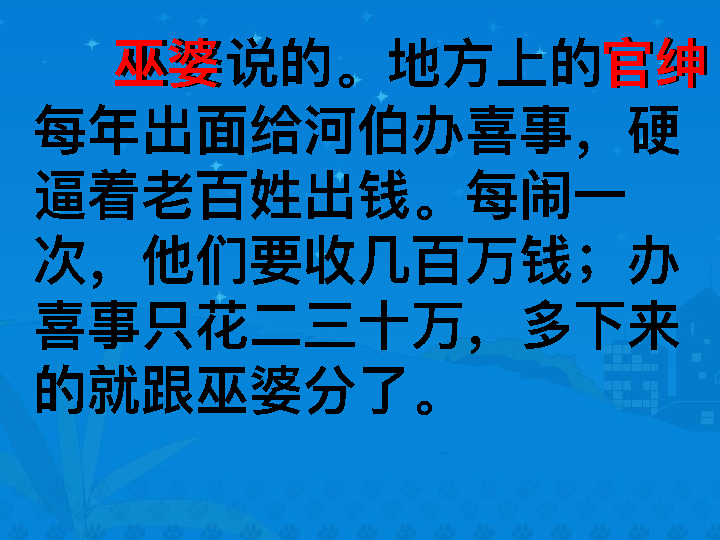 巫婆说的。地方上的官绅
每年出面给河伯办喜事，硬
逼着老百姓出钱。每闹一
次，他们要收几百万钱；办
喜事只花二三十万，多下来
的就跟巫婆分了。